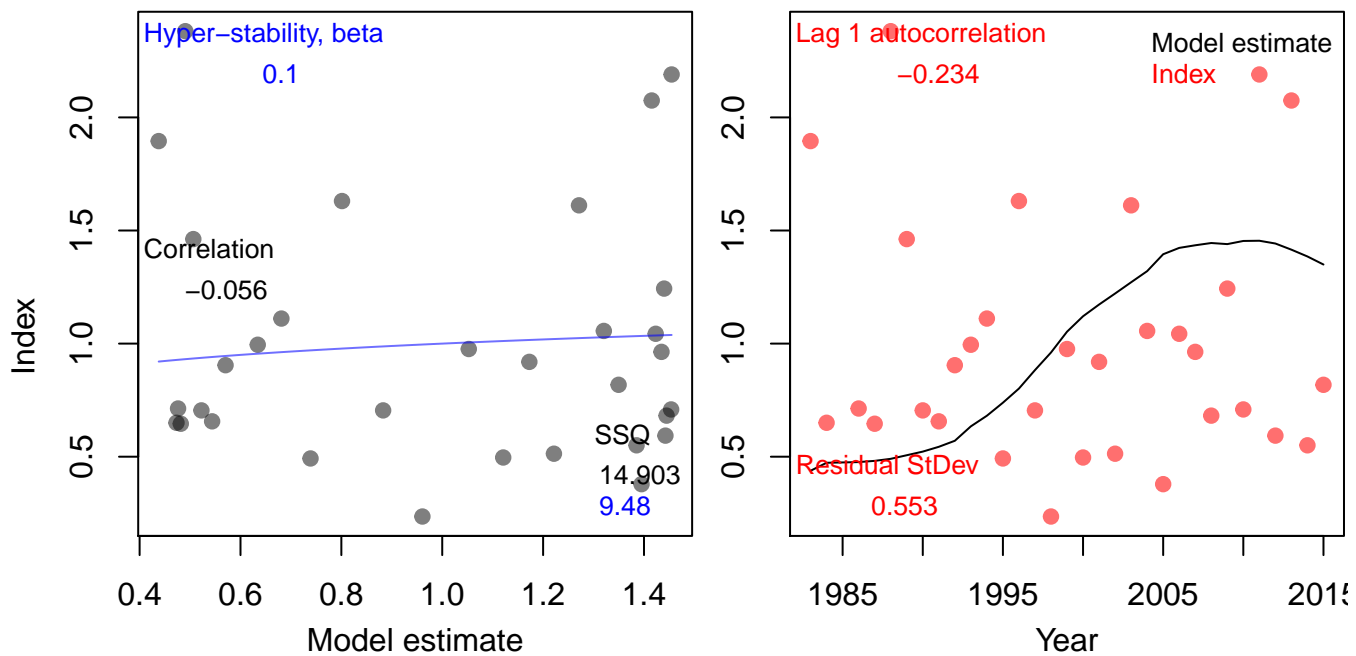 Hyper−stability, beta
0.1
Correlation
−0.056
SSQ
14.903
9.48
2.0
1.5
1.0
0.5
Index
0.4 0.6 0.8 1.0 1.2 1.4
Model estimate
Lag 1 autocorrelation
−0.234
Model estimate
Index
Residual StDev
0.553
2.0
1.5
1.0
0.5
1985 1995 2005 2015
Year